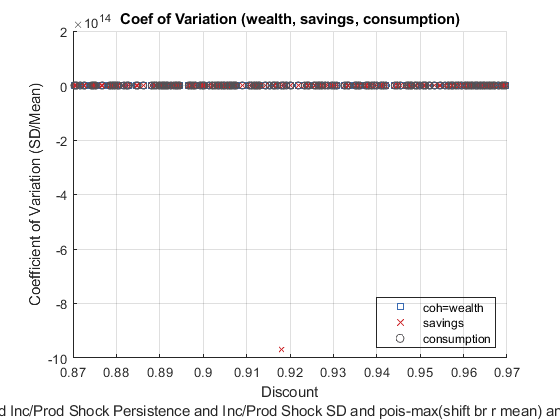 × 10^14
Coef of Variation (wealth, savings, consumption)
2
0
-2
-4
-6
-8
-10
Coefficient of Variation (SD/Mean)
coh=wealth
savings
consumption
0.87 0.88 0.89 0.9 0.91 0.92 0.93 0.94 0.95 0.96 0.97
Discount
Inc/Prod Shock Persistence and Inc/Prod Shock SD and pois-max(shift br r mean)